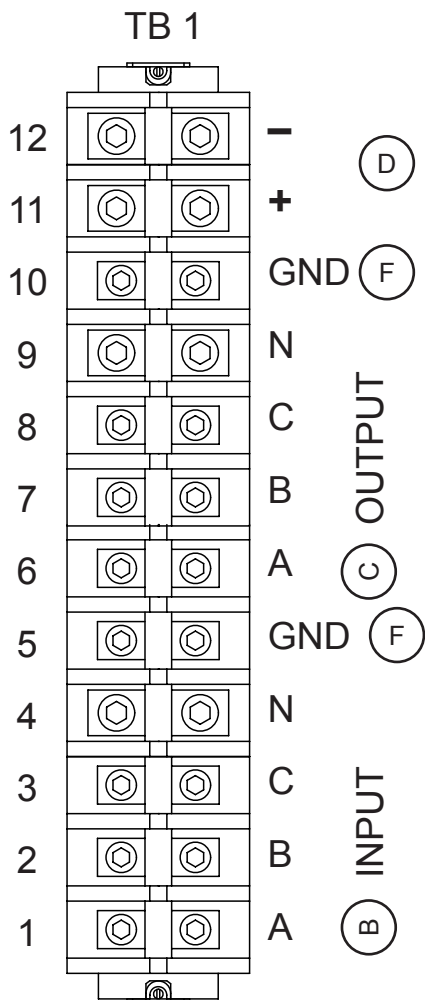 TB 1
12 −
D
11 +
10 GND F
9 N
8 C
OUTPUT
7 B
6 A C
5 GND F
4 N
3 C
INPUT
2 B
1 A B